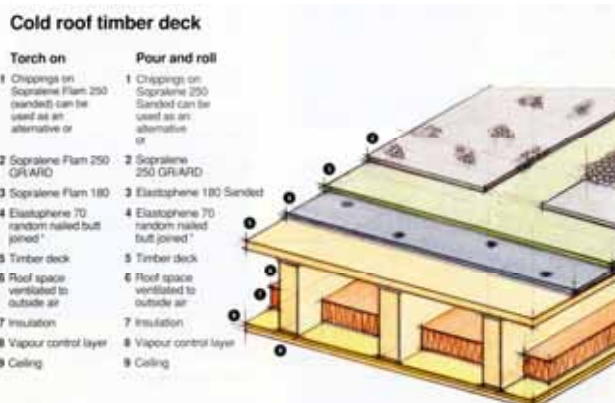 Cold roof timber deck
Torch on
1 Chippings on
Sopralene Flam 250
(sanded) can be
used as an
alternative or
2 Sopralene Flam 250
GR/ARD
3 Sopralene Flam 180
4 Elastophene 70
random nailed butt
joined *
5 Timber deck
6 Roof space
ventilated to
outside air
7 Insulation
8 Vapour control layer
9 Ceiling
Pour and roll
1 Chippings on
Sopralene 250
Sanded can be
used as an
alternative
or
2 Sopralene
250 GR/ARD
3 Elastophene 180 Sanded
4 Elastophene 70
random nailed
butt joined *
5 Timber deck
6 Roof space
ventilated to
outside air
7 Insulation
8 Vapour control layer
9 Ceiling